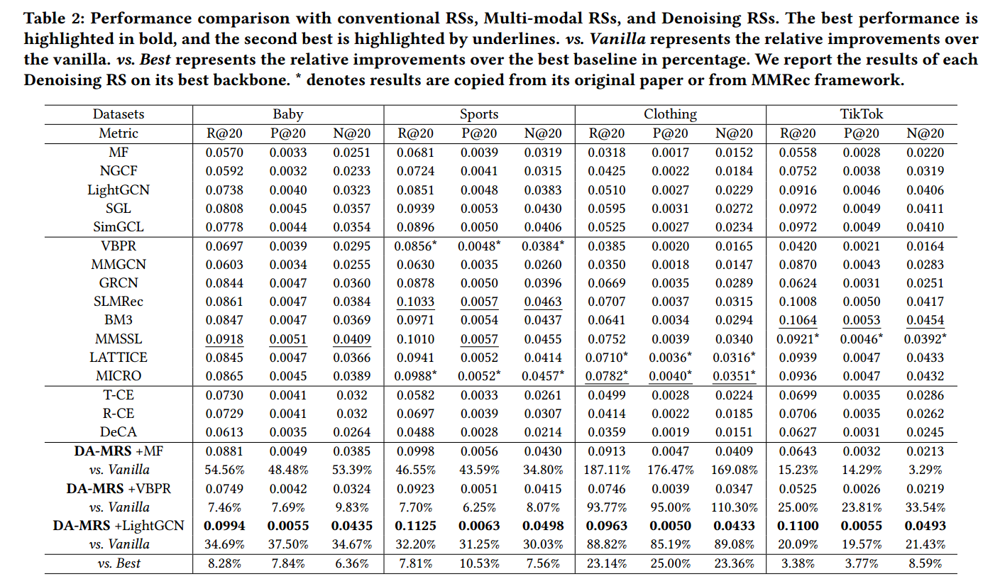 Table 2: Performance comparison with conventional RSs, Multi-modal RSs, and Denoising RSs. The best performance is
highlighted in bold, and the second best is highlighted by underlines. vs. Vanilla represents the relative improvements over
the vanilla. vs. Best represents the relative improvements over the best baseline in percentage. We report the results of each
Denoising RS on its best backbone. * denotes results are copied from its original paper or from MMRec framework.
Datasets Baby Sports Clothing TikTok
Metric R@20 P@20 N@20 R@20 P@20 N@20 R@20 P@20 N@20 R@20 P@20 N@20
MF 0.0570 0.0033 0.0251 0.0681 0.0039 0.0319 0.0318 0.0017 0.0152 0.0558 0.0028 0.0220
NGCF 0.0592 0.0032 0.0233 0.0724 0.0041 0.0315 0.0425 0.0022 0.0184 0.0752 0.0038 0.0319
LightGCN 0.0738 0.0040 0.0323 0.0851 0.0048 0.0383 0.0510 0.0027 0.0229 0.0916 0.0046 0.0406
SGL 0.0808 0.0045 0.0357 0.0939 0.0053 0.0430 0.0595 0.0031 0.0272 0.0972 0.0049 0.0411
SimGCL 0.0778 0.0044 0.0354 0.0896 0.0050 0.0406 0.0525 0.0027 0.0234 0.0972 0.0049 0.0410
VBPR 0.0697 0.0039 0.0295 0.0856* 0.0048* 0.0384* 0.0385 0.0020 0.0165 0.0420 0.0021 0.0164
MMGCN 0.0603 0.0034 0.0255 0.0630 0.0035 0.0260 0.0350 0.0018 0.0147 0.0870 0.0043 0.0283
GRCN 0.0844 0.0047 0.0360 0.0878 0.0050 0.0396 0.0669 0.0035 0.0289 0.0624 0.0031 0.0251
SLMRec 0.0861 0.0047 0.0384 0.1033 0.0057 0.0463 0.0707 0.0037 0.0315 0.1008 0.0050 0.0417
BM3 0.0847 0.0047 0.0369 0.0971 0.0054 0.0437 0.0641 0.0034 0.0294 0.1064 0.0053 0.0454
MMSSL 0.0918 0.0051 0.0409 0.1010 0.0057 0.0455 0.0752 0.0039 0.0340 0.0921* 0.0046* 0.0392*
LATTICE 0.0845 0.0047 0.0366 0.0941 0.0052 0.0414 0.0710* 0.0036* 0.0316* 0.0939 0.0047 0.0433
MICRO 0.0865 0.0045 0.0389 0.0988* 0.0052* 0.0457* 0.0782* 0.0040* 0.0351* 0.0936 0.0047 0.0432
T-CE 0.0730 0.0041 0.032 0.0582 0.0033 0.0261 0.0499 0.0028 0.0224 0.0699 0.0035 0.0286
R-CE 0.0729 0.0041 0.032 0.0697 0.0039 0.0307 0.0414 0.0022 0.0185 0.0706 0.0035 0.0262
DeCA 0.0613 0.0035 0.0264 0.0488 0.0028 0.0214 0.0359 0.0019 0.0151 0.0627 0.0031 0.0245
DA-MRS +MF 0.0881 0.0049 0.0385 0.0998 0.0056 0.0430 0.0913 0.0047 0.0409 0.0643 0.0032 0.0213
vs. Vanilla 54.56% 48.48% 53.39% 46.55% 43.59% 34.80% 187.11% 176.47% 169.08% 15.23% 14.29% 3.29%
DA-MRS +VBPR 0.0749 0.0042 0.0324 0.0923 0.0051 0.0415 0.0746 0.0039 0.0347 0.0525 0.0026 0.0219
vs. Vanilla 7.46% 7.69% 9.83% 7.70% 6.25% 8.07% 93.77% 95.00% 110.30% 25.00% 23.81% 33.54%
DA-MRS +LightGCN 0.0994 0.0055 0.0435 0.1125 0.0063 0.0498 0.0963 0.0050 0.0433 0.1100 0.0055 0.0493
vs. Vanilla 34.69% 37.50% 34.67% 32.20% 31.25% 30.03% 88.82% 85.19% 89.08% 20.09% 19.57% 21.43%
vs. Best 8.28% 7.84% 6.36% 7.81% 10.53% 7.56% 23.14% 25.00% 23.36% 3.38% 3.77% 8.59%